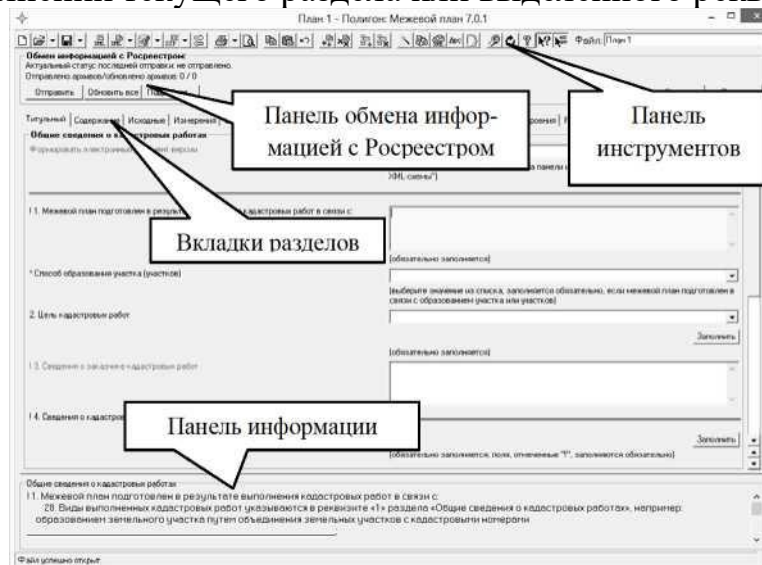 План 1 - Полигон: Межевой план 7.0.1
Файл: План 1
Обмен информацией с Росреестром:
Актуальный статус последней отправки: не отправлено.
Отправлено архивов/обновлено архивов: 0 / 0
Отправить Обновить все
Панель обмена инфор-
мацией с Росреестром
Панель
инструментов
Титульный Содержание Исходные Измерения
Общие сведения о кадастровых работах
XML-схемы")
! 1. Межевой план подготовлен в результате кадастровых работ в связи с:
Вкладки разделов
(обязательно заполняется)
* Способ образования участка (участков)
(выберите значение из списка, заполняется обязательно, если межевой план подготовлен в
связи с образованием участка или участков)
2. Цель кадастровых работ
Заполнить
(обязательно заполняется)
! 3. Сведения о заказчике кадастровых работ
! 4. Сведения о кадастров
Панель информации
Заполнить
(обязательно заполняется, поля, отмеченные "!", заполняются обязательно)
Общие сведения о кадастровых работах
! 1. Межевой план подготовлен в результате выполнения кадастровых работ в связи с:
28. Виды выполненных кадастровых работ указываются в реквизите «1» раздела «Общие сведения о кадастровых работах», например:
образованием земельного участка путем объединения земельных участков с кадастровыми номерами
Файл успешно открыт